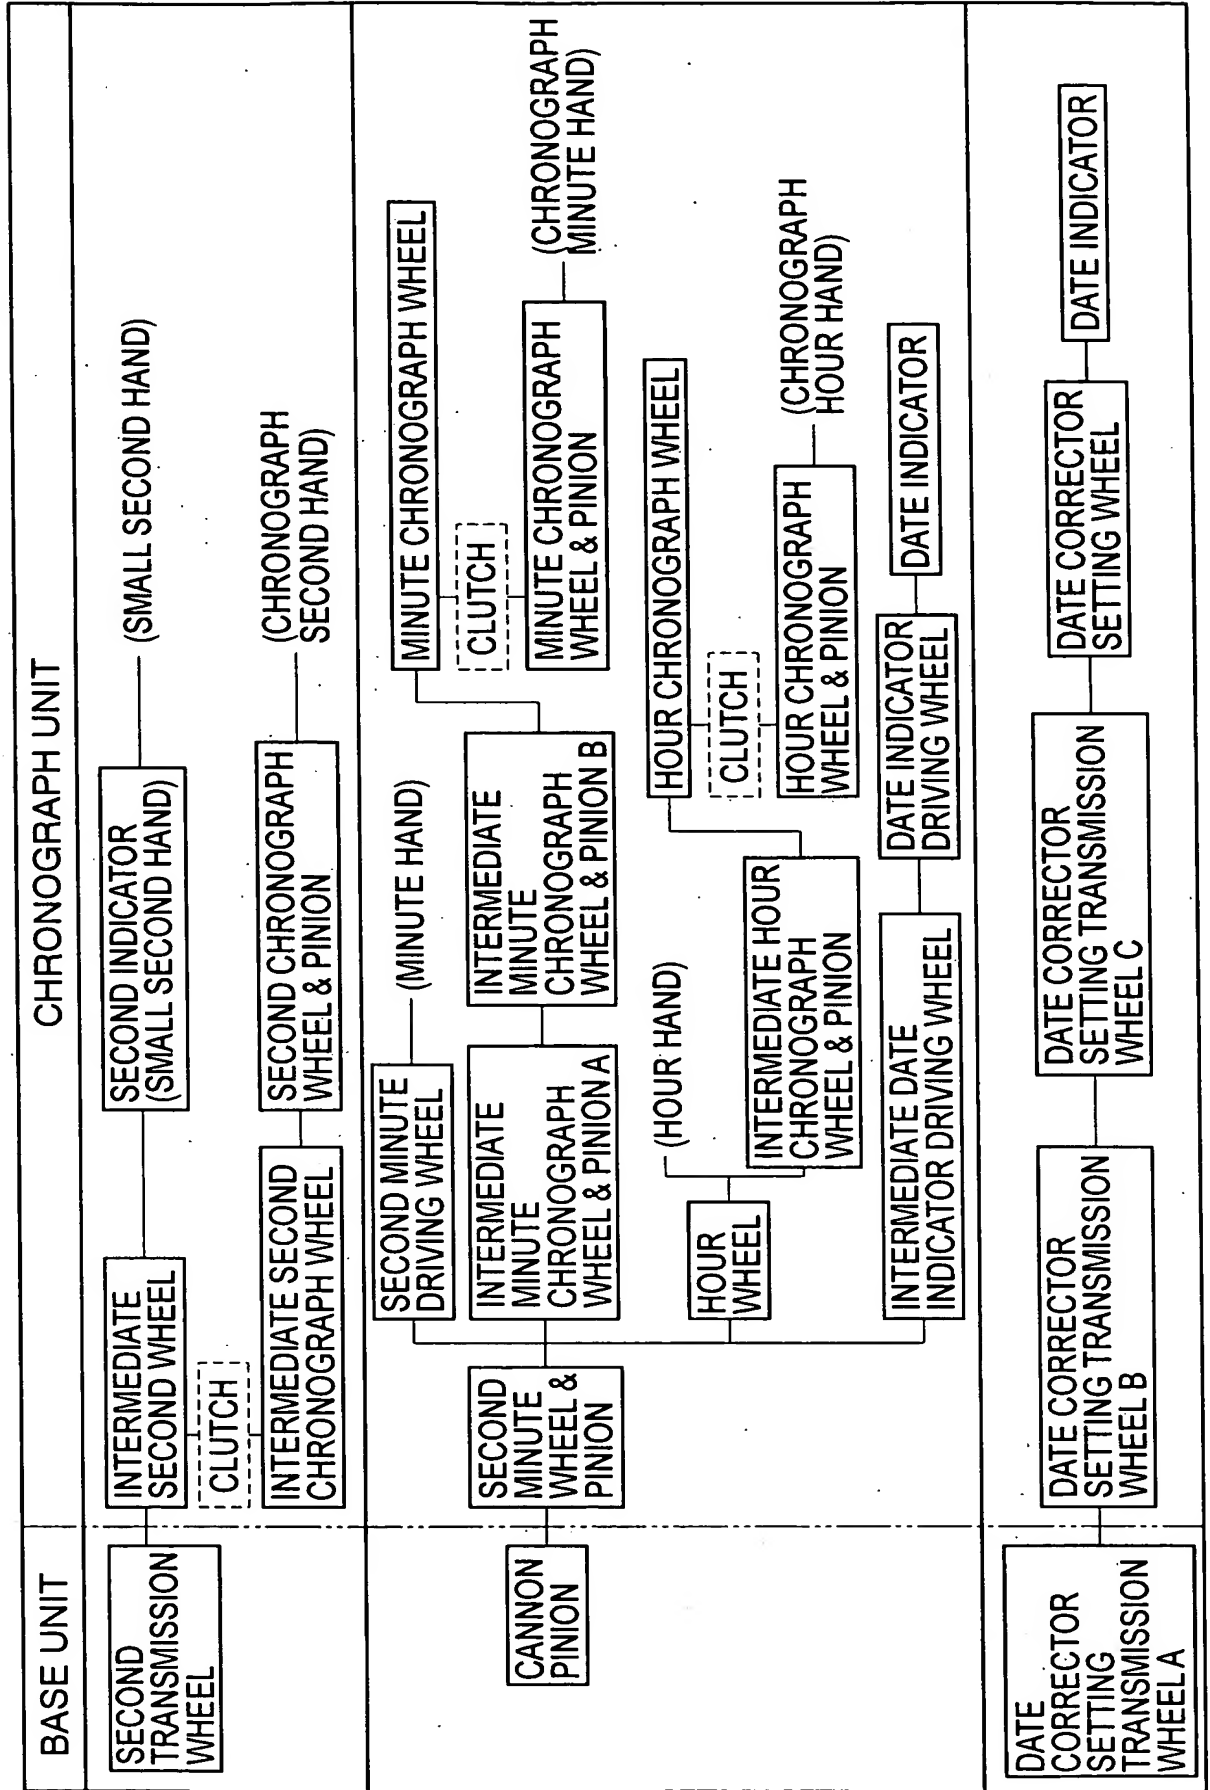 BASE UNIT
CHRONOGRAPH UNIT
SECOND
TRANSMISSION
WHEEL
INTERMEDIATE
SECOND WHEEL
SECOND INDICATOR
(SMALL SECOND HAND)
(SMALL SECOND HAND)
CLUTCH
INTERMEDIATE SECOND
CHRONOGRAPH WHEEL
SECOND CHRONOGRAPH
WHEEL & PINION
(CHRONOGRAPH
SECOND HAND)
CANNON
PINION
SECOND
MINUTE
WHEEL &
PINION
SECOND MINUTE
DRIVING WHEEL
(MINUTE HAND)
INTERMEDIATE
MINUTE
CHRONOGRAPH
WHEEL & PINION A
INTERMEDIATE
MINUTE
CHRONOGRAPH
WHEEL & PINION B
MINUTE CHRONOGRAPH WHEEL
CLUTCH
MINUTE CHRONOGRAPH
WHEEL & PINION
(CHRONOGRAPH
MINUTE HAND)
HOUR
WHEEL
(HOUR HAND)
INTERMEDIATE HOUR
CHRONOGRAPH
WHEEL & PINION
HOUR CHRONOGRAPH WHEEL
CLUTCH
HOUR CHRONOGRAPH
WHEEL & PINION
(CHRONOGRAPH
HOUR HAND)
INTERMEDIATE DATE
INDICATOR DRIVING WHEEL
DATE INDICATOR
DRIVING WHEEL
DATE INDICATOR
DATE
CORRECTOR
SETTING
TRANSMISSION
WHEEL A
DATE CORRECTOR
SETTING TRANSMISSION
WHEEL B
DATE CORRECTOR
SETTING TRANSMISSION
WHEEL C
DATE CORRECTOR
SETTING WHEEL
DATE INDICATOR